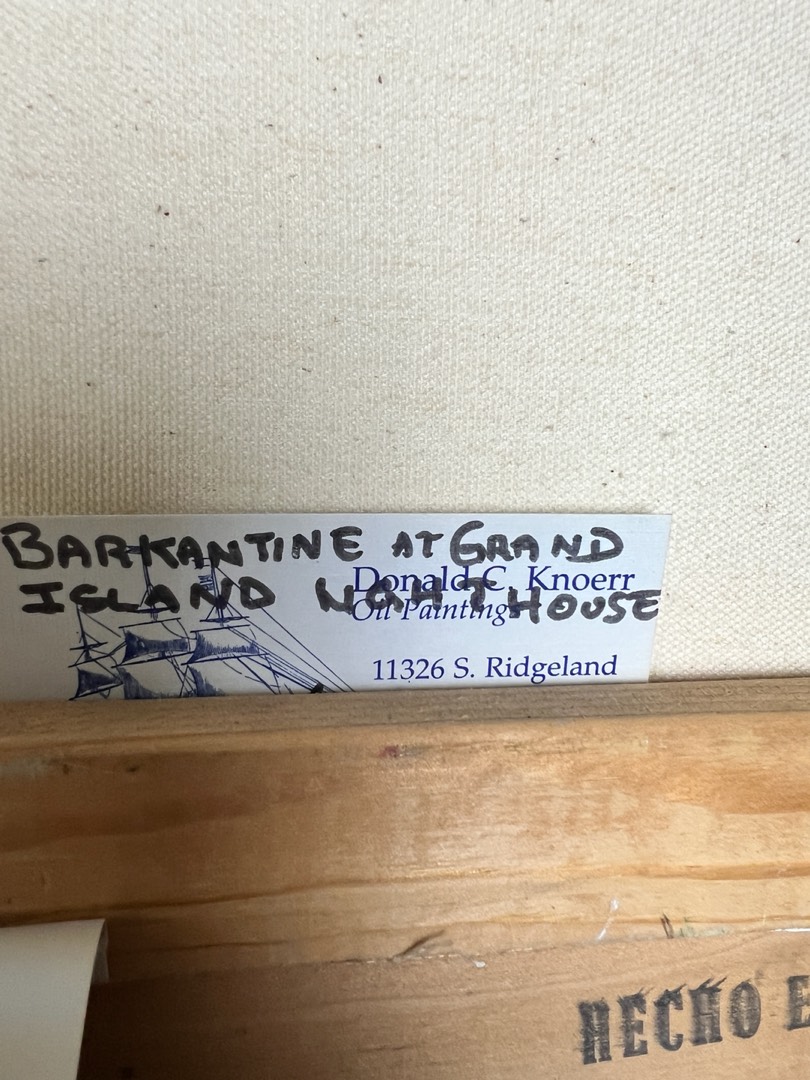 BARKANTINE AT GRAND
ISLAND LIGHTHOUSE
Donald C. Knoerr
Oil Paintings
11326 S. Ridgeland
HECHO E